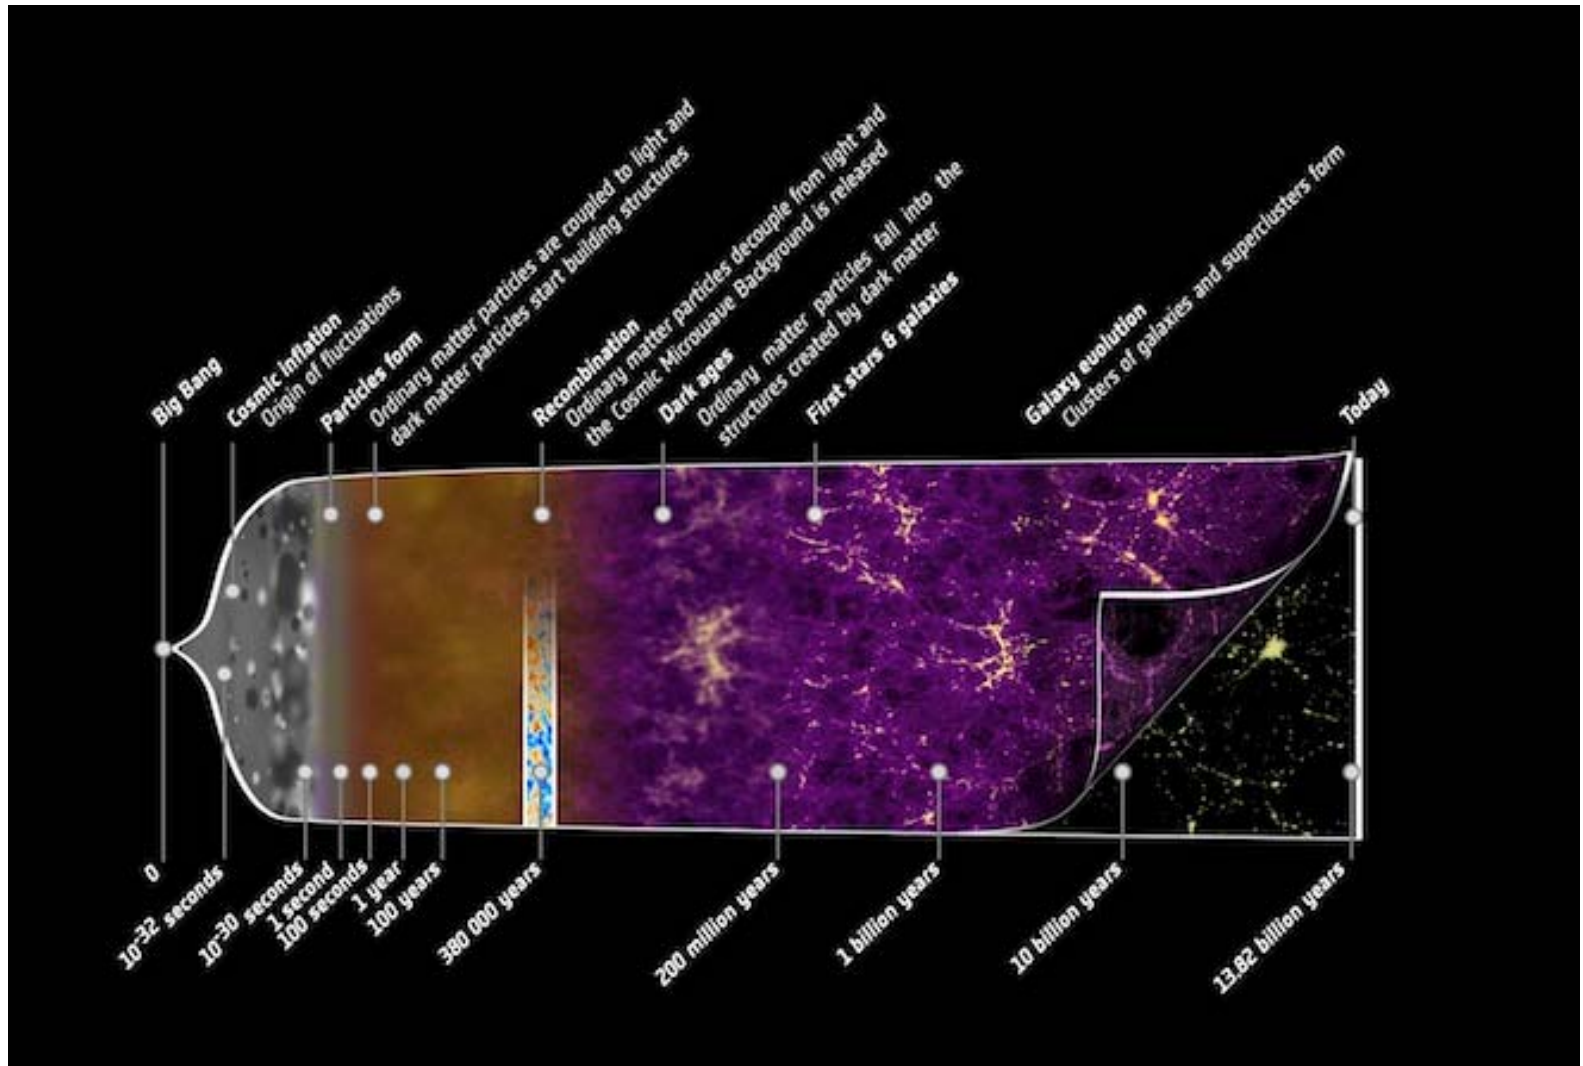 Big Bang
Cosmic inflation
Origin of fluctuations
Particles form
Ordinary matter particles are coupled to light and
dark matter particles start building structures
Recombination
Ordinary matter particles decouple from light and
the Cosmic Microwave Background is released
Dark ages
Ordinary matter particles fall into the
structures created by dark matter
First stars & galaxies
Galaxy evolution
Clusters of galaxies and superclusters form
Today
0
10-32 seconds
10-30 seconds
1 second
100 seconds
1 year
100 years
380 000 years
200 million years
1 billion years
10 billion years
13,82 billion years